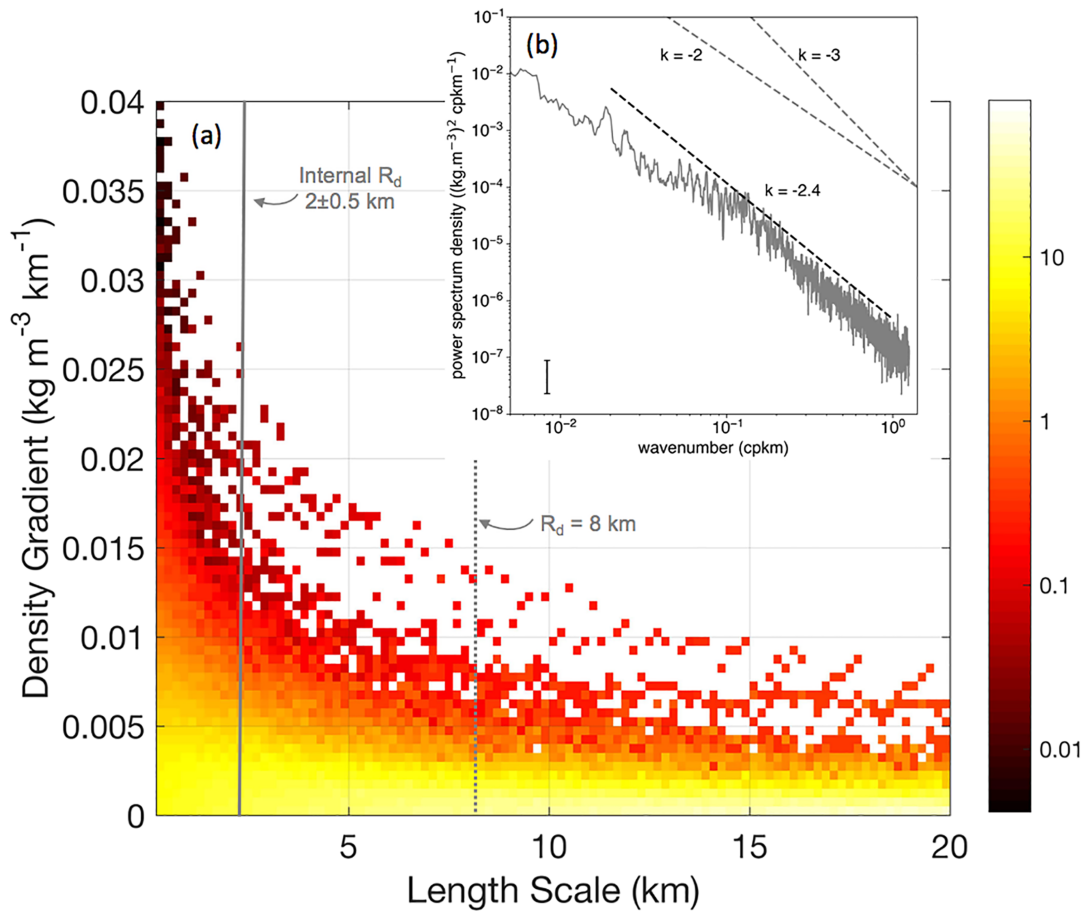 (b)
10⁻¹
10⁻²
10⁻³
10⁻⁴
10⁻⁵
10⁻⁶
10⁻⁷
10⁻⁸
power spectrum density ((kg.m⁻³)² cpkm⁻¹)
k = -2
k = -3
k = -2.4
10⁻²
10⁻¹
10⁰
wavenumber (cpkm)
(a)
0.04
0.035
0.03
0.025
0.02
0.015
0.01
0.005
0
Density Gradient (kg m⁻³ km⁻¹)
Internal R_d
2±0.5 km
R_d = 8 km
5
10
15
20
Length Scale (km)
10
1
0.1
0.01